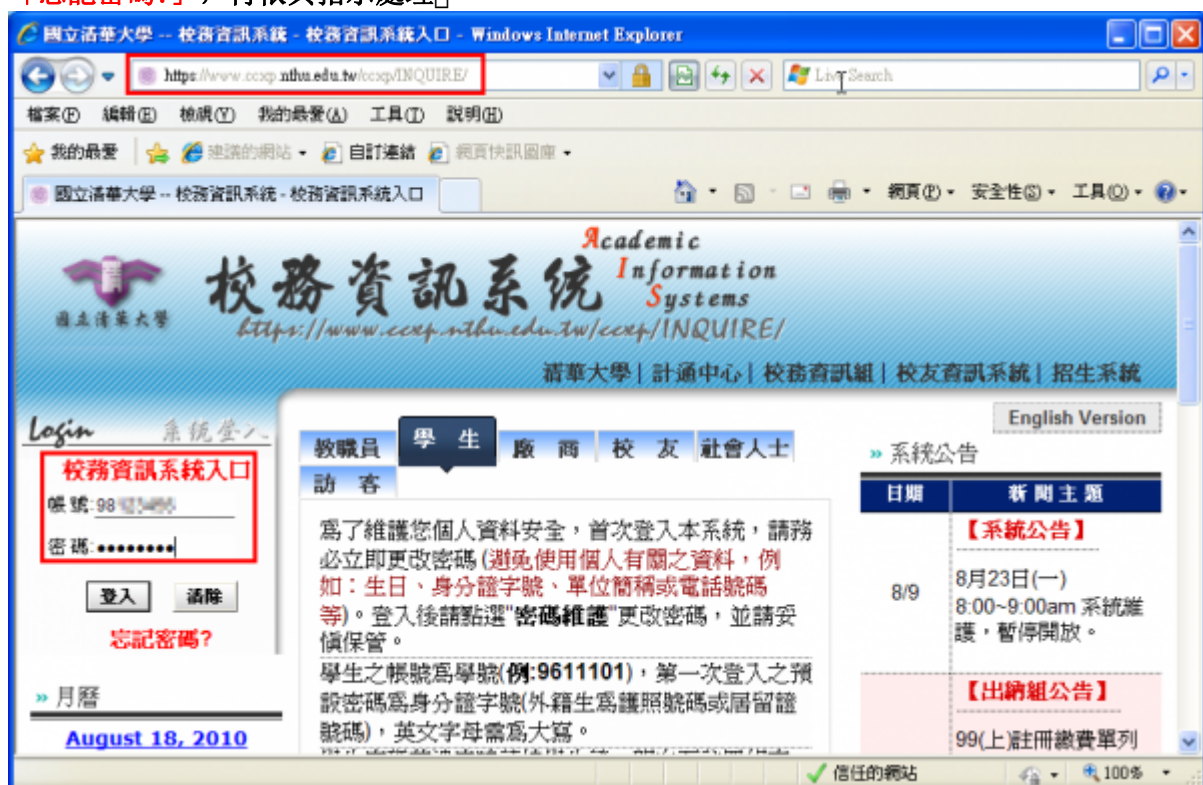 「忘記密碼?」，再依其指示處理
國立清華大學 -- 校務資訊系統 - 校務資訊系統入口 - Windows Internet Explorer
https://www.ccxp.nthu.edu.tw/ccxp/INQUIRE/
Live Search
檔案(F) 編輯(E) 檢視(V) 我的最愛(A) 工具(T) 說明(H)
我的最愛 建議的網站 自訂連結 網頁快訊圖庫
國立清華大學 -- 校務資訊系統 - 校務資訊系統入口
網頁(P) 安全性(S) 工具(O)
國立清華大學
校務資訊系統
Academic
Information
Systems
https://www.ccxp.nthu.edu.tw/ccxp/INQUIRE/
清華大學| 計通中心| 校務資訊組| 校友資訊系統| 招生系統
Login 系統登入
校務資訊系統入口
帳號:98
密碼:••••••••
登入 清除
忘記密碼?
» 月曆
August 18, 2010
教職員 學 生 廠 商 校 友 社會人士
訪 客
為了維護您個人資料安全，首次登入本系統，請務
必立即更改密碼(避免使用個人有關之資料，例
如：生日、身分證字號、單位簡稱或電話號碼
等)。登入後請點選"密碼維護"更改密碼，並請妥
慎保管。
學生之帳號為學號(例:9611101)，第一次登入之預
設密碼為身分證字號(外籍生為護照號碼或居留證
號碼)，英文字母需為大寫。
English Version
» 系統公告
日期 新聞主題
【系統公告】
8/9
8月23日(一)
8:00~9:00am 系統維
護，暫停開放。
【出納組公告】
99(上)註冊繳費單列
信任的網站 100%